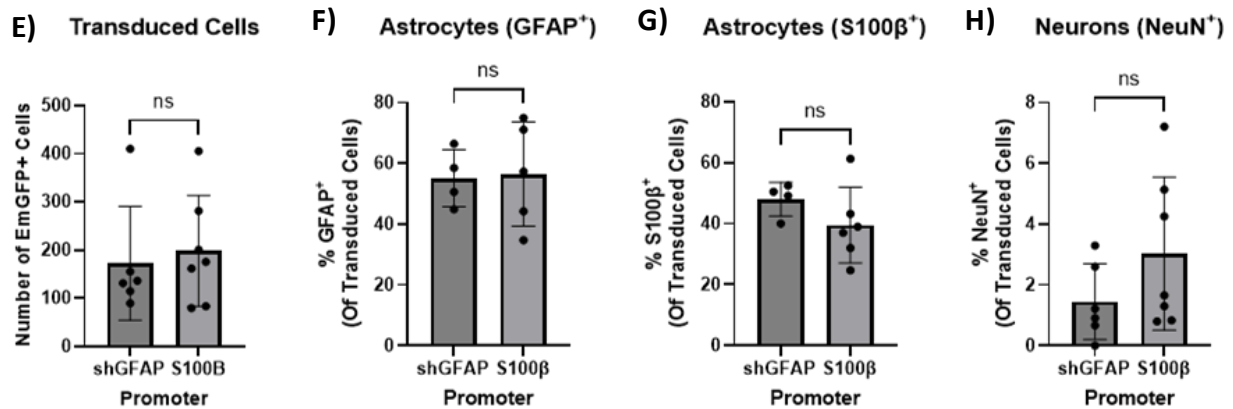 E) Transduced Cells
ns
Number of EmGFP+ Cells
500
400
300
200
100
0
shGFAP S100B
Promoter
F) Astrocytes (GFAP⁺)
ns
% GFAP⁺
(Of Transduced Cells)
80
60
40
20
0
shGFAP S100β
Promoter
G) Astrocytes (S100β⁺)
ns
% S100β⁺
(Of Transduced Cells)
80
60
40
20
0
shGFAP S100β
Promoter
H) Neurons (NeuN⁺)
ns
% NeuN⁺
(Of Transduced Cells)
8
6
4
2
0
shGFAP S100β
Promoter